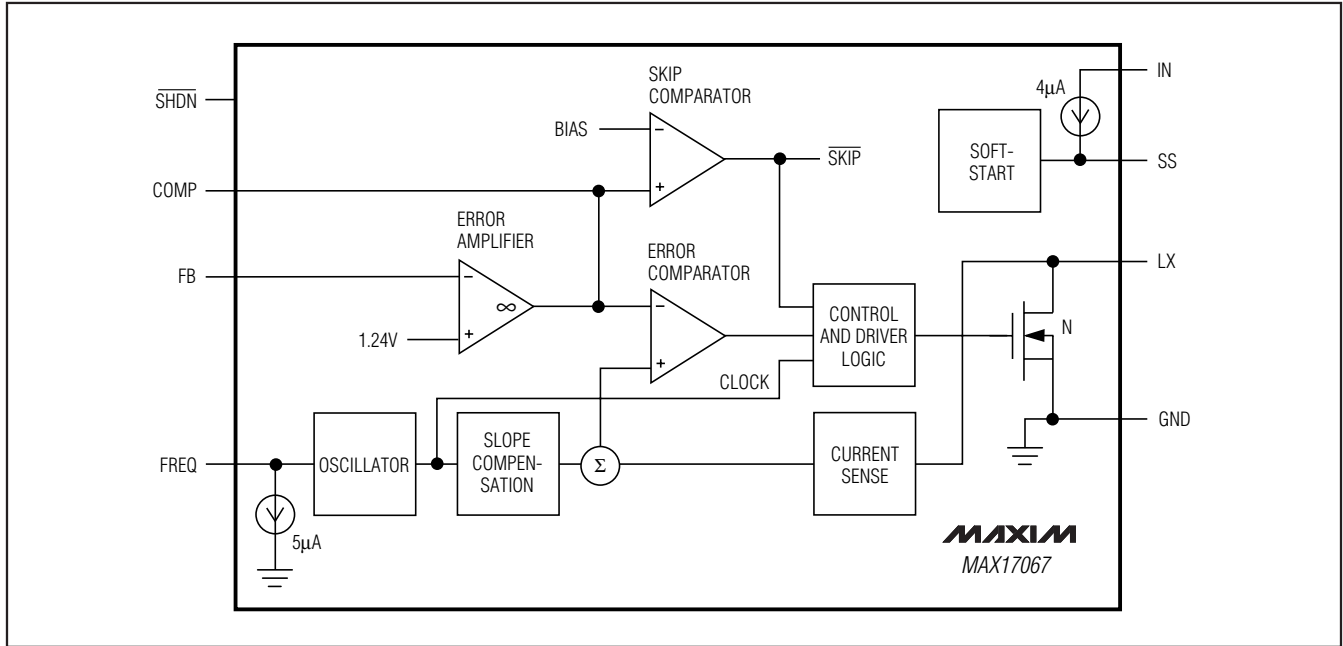 SKIP
COMPARATOR
IN
4µA
SHDN
BIAS
−
+
SKIP
SOFT-
START
SS
COMP
ERROR
AMPLIFIER
ERROR
COMPARATOR
FB
−
∞
+
1.24V
−
+
CONTROL
AND DRIVER
LOGIC
LX
N
CLOCK
GND
FREQ
OSCILLATOR
SLOPE
COMPEN-
SATION
Σ
CURRENT
SENSE
5µA
MAXIM
MAX17067